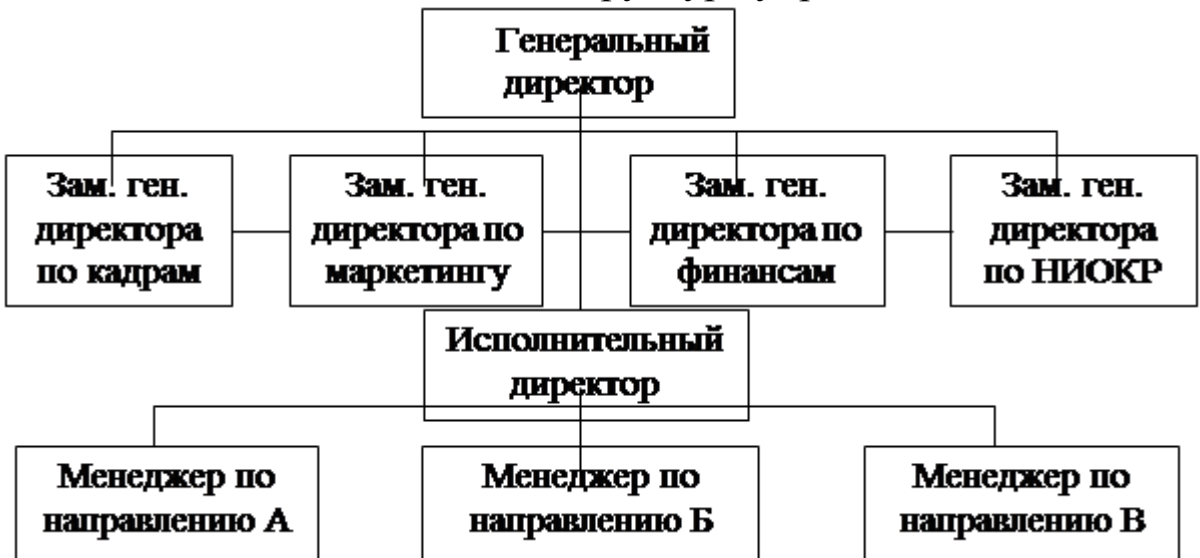 Генеральный
директор
Зам. ген.
директора
по кадрам
Зам. ген.
директора по
маркетингу
Зам. ген.
директора по
финансам
Зам. ген.
директора
по НИОКР
Исполнительный
директор
Менеджер по
направлению А
Менеджер по
направлению Б
Менеджер по
направлению В